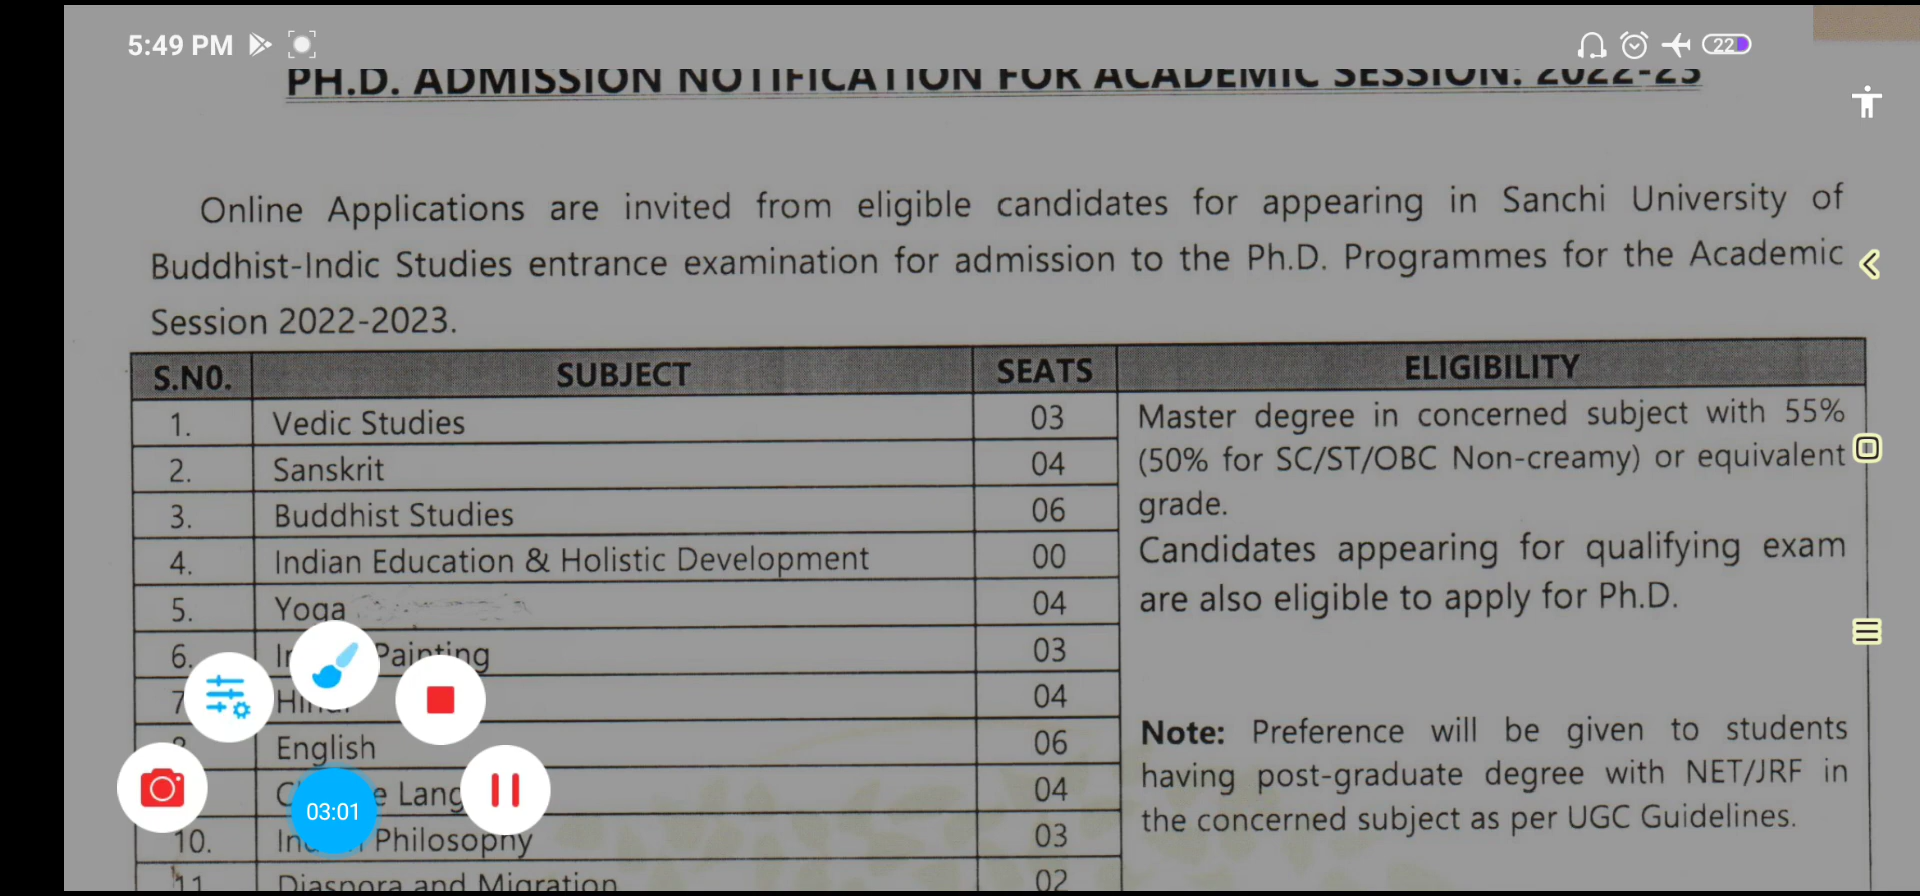 5:49 PM
22
PH.D. ADMISSION NOTIFICATION FOR ACADEMIC SESSION: 2022-23
Online Applications are invited from eligible candidates for appearing in Sanchi University of
Buddhist-Indic Studies entrance examination for admission to the Ph.D. Programmes for the Academic
Session 2022-2023.
S.N0. SUBJECT SEATS ELIGIBILITY
1. Vedic Studies 03
2. Sanskrit 04
3. Buddhist Studies 06
4. Indian Education & Holistic Development 00
5. Yoga 04
6. Painting 03
7 04
English 06
04
10. Philosophy 03
11 Diaspora and Migration 02
Master degree in concerned subject with 55%
(50% for SC/ST/OBC Non-creamy) or equivalent
grade.
Candidates appearing for qualifying exam
are also eligible to apply for Ph.D.
Note: Preference will be given to students
having post-graduate degree with NET/JRF in
the concerned subject as per UGC Guidelines.
03:01